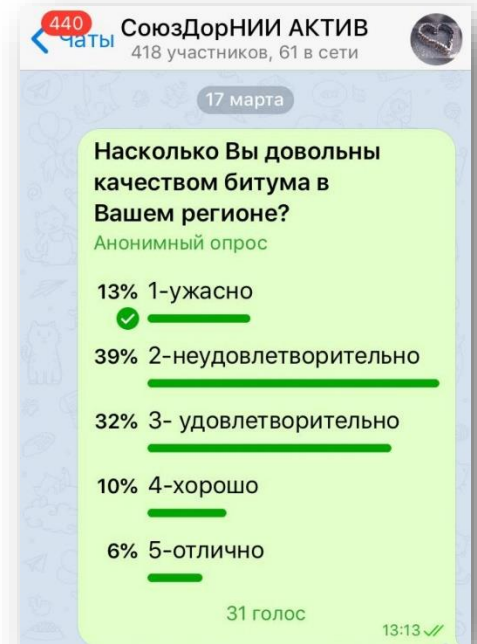 440
Чаты
СоюзДорНИИ АКТИВ
418 участников, 61 в сети
17 марта
Насколько Вы довольны
качеством битума в
Вашем регионе?
Анонимный опрос
13% 1-ужасно
39% 2-неудовлетворительно
32% 3- удовлетворительно
10% 4-хорошо
6% 5-отлично
31 голос
13:13